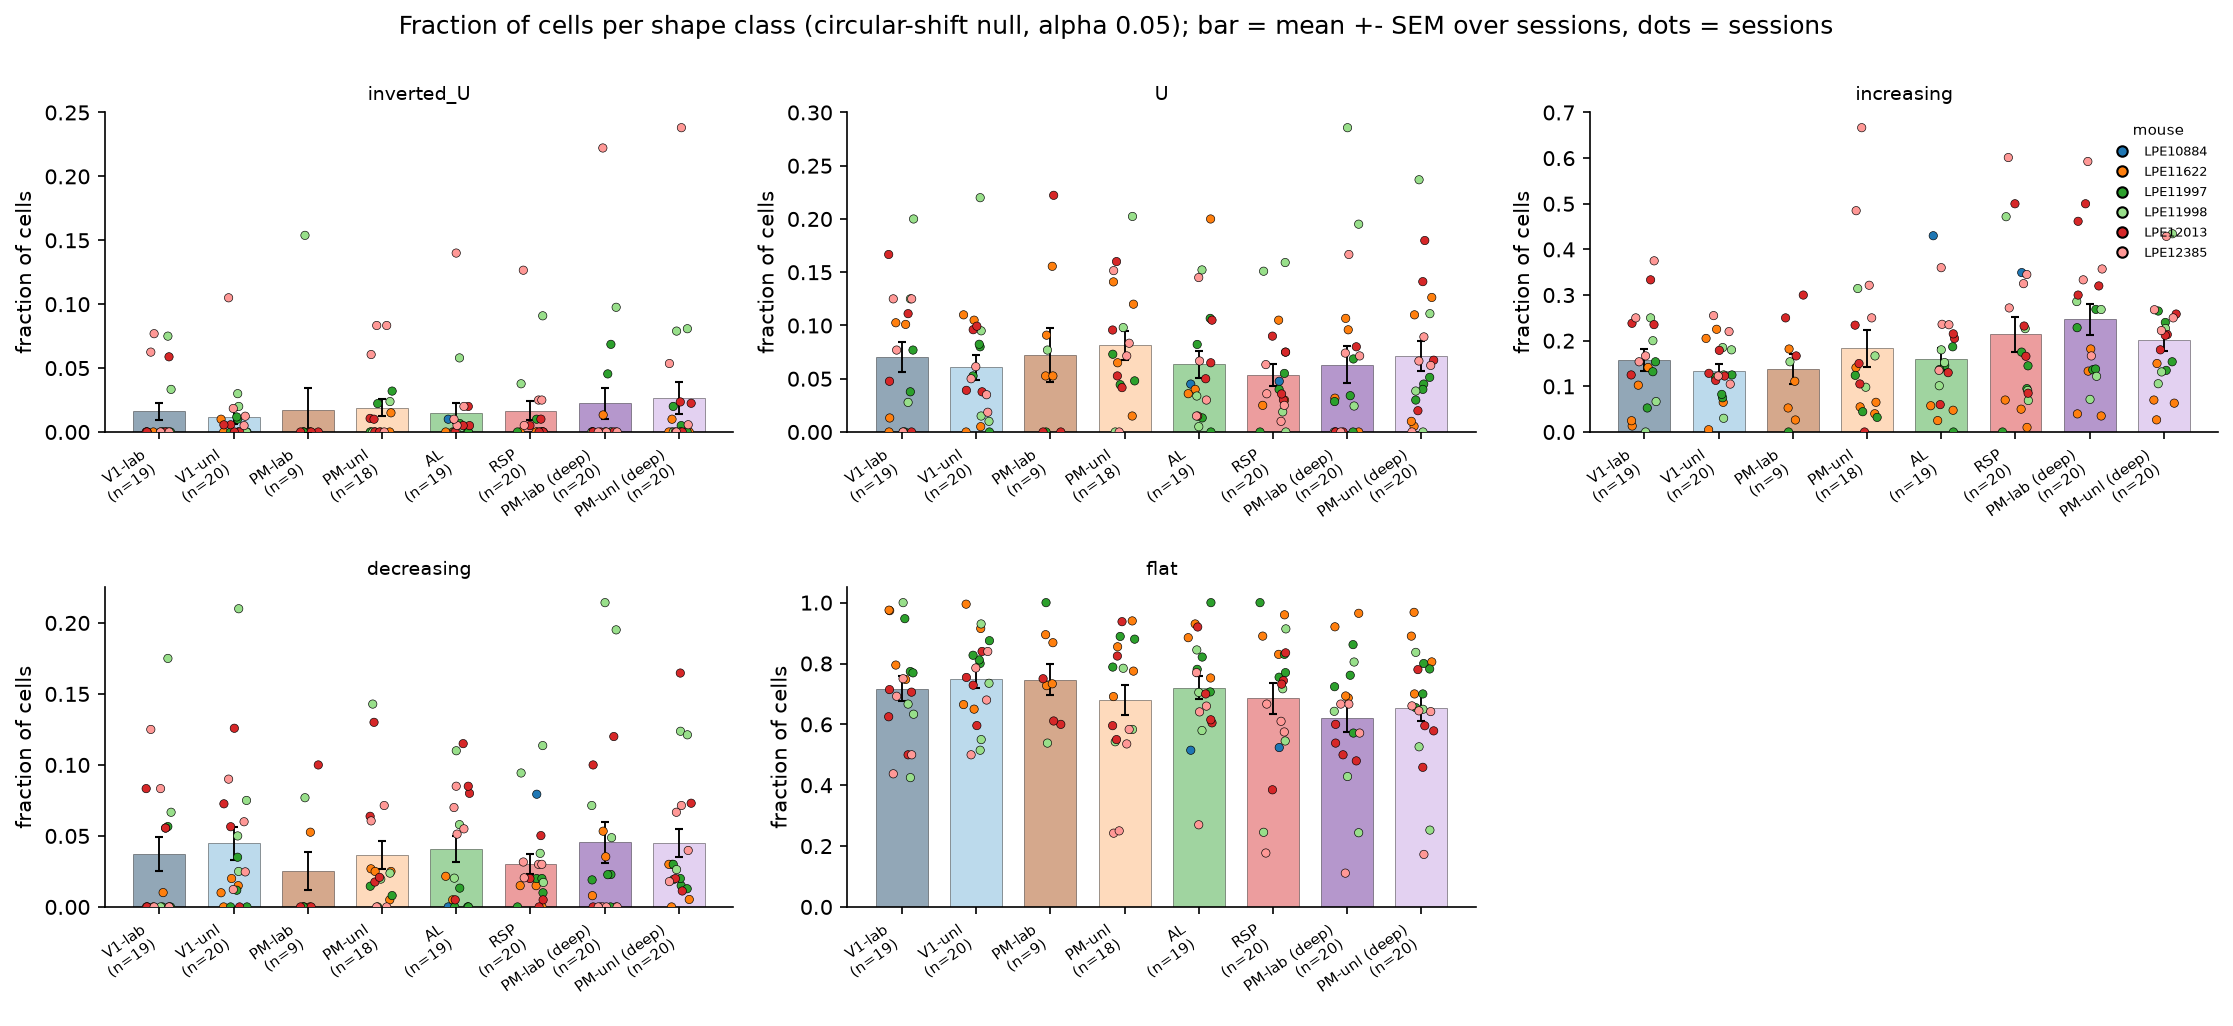 Fraction of cells per shape class (circular-shift null, alpha 0.05); bar = mean +- SEM over sessions, dots = sessions
inverted_U
fraction of cells
0.25
0.20
0.15
0.10
0.05
0.00
V1-lab
(n=19)
V1-unl
(n=20)
PM-lab
(n=9)
PM-unl
(n=18)
AL
(n=19)
RSP
(n=20)
PM-lab (deep)
(n=20)
PM-unl (deep)
(n=20)
U
fraction of cells
0.30
0.25
0.20
0.15
0.10
0.05
0.00
V1-lab
(n=19)
V1-unl
(n=20)
PM-lab
(n=9)
PM-unl
(n=18)
AL
(n=19)
RSP
(n=20)
PM-lab (deep)
(n=20)
PM-unl (deep)
(n=20)
increasing
fraction of cells
0.7
0.6
0.5
0.4
0.3
0.2
0.1
0.0
mouse
LPE10884
LPE11622
LPE11997
LPE11998
LPE12013
LPE12385
V1-lab
(n=19)
V1-unl
(n=20)
PM-lab
(n=9)
PM-unl
(n=18)
AL
(n=19)
RSP
(n=20)
PM-lab (deep)
(n=20)
PM-unl (deep)
(n=20)
decreasing
fraction of cells
0.20
0.15
0.10
0.05
0.00
V1-lab
(n=19)
V1-unl
(n=20)
PM-lab
(n=9)
PM-unl
(n=18)
AL
(n=19)
RSP
(n=20)
PM-lab (deep)
(n=20)
PM-unl (deep)
(n=20)
flat
fraction of cells
1.0
0.8
0.6
0.4
0.2
0.0
V1-lab
(n=19)
V1-unl
(n=20)
PM-lab
(n=9)
PM-unl
(n=18)
AL
(n=19)
RSP
(n=20)
PM-lab (deep)
(n=20)
PM-unl (deep)
(n=20)